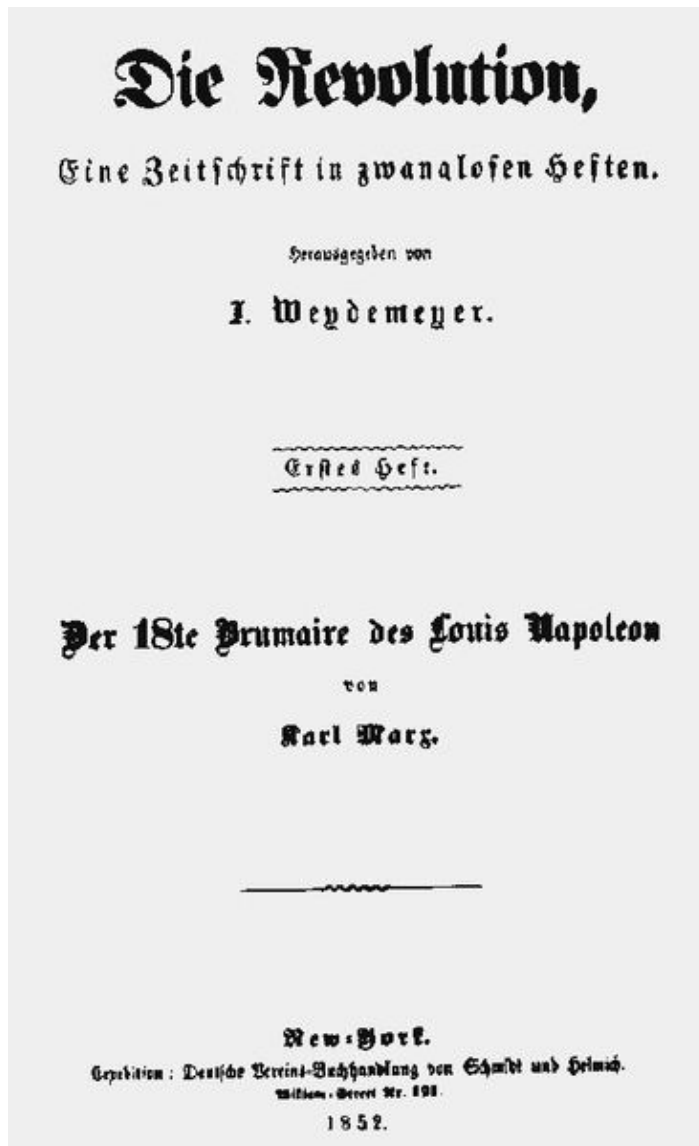 Die Revolution,
Eine Zeitschrift in zwanglosen Heften.
Herausgegeben von
J. Weydemeyer.
Erstes Heft.
Der 18te Brumaire des Louis Napoleon
von
Karl Marx.
New-York.
Expedition: Deutsche Vereins-Buchhandlung von Schmidt und Helmich.
William-Street Nr. 191.
1852.